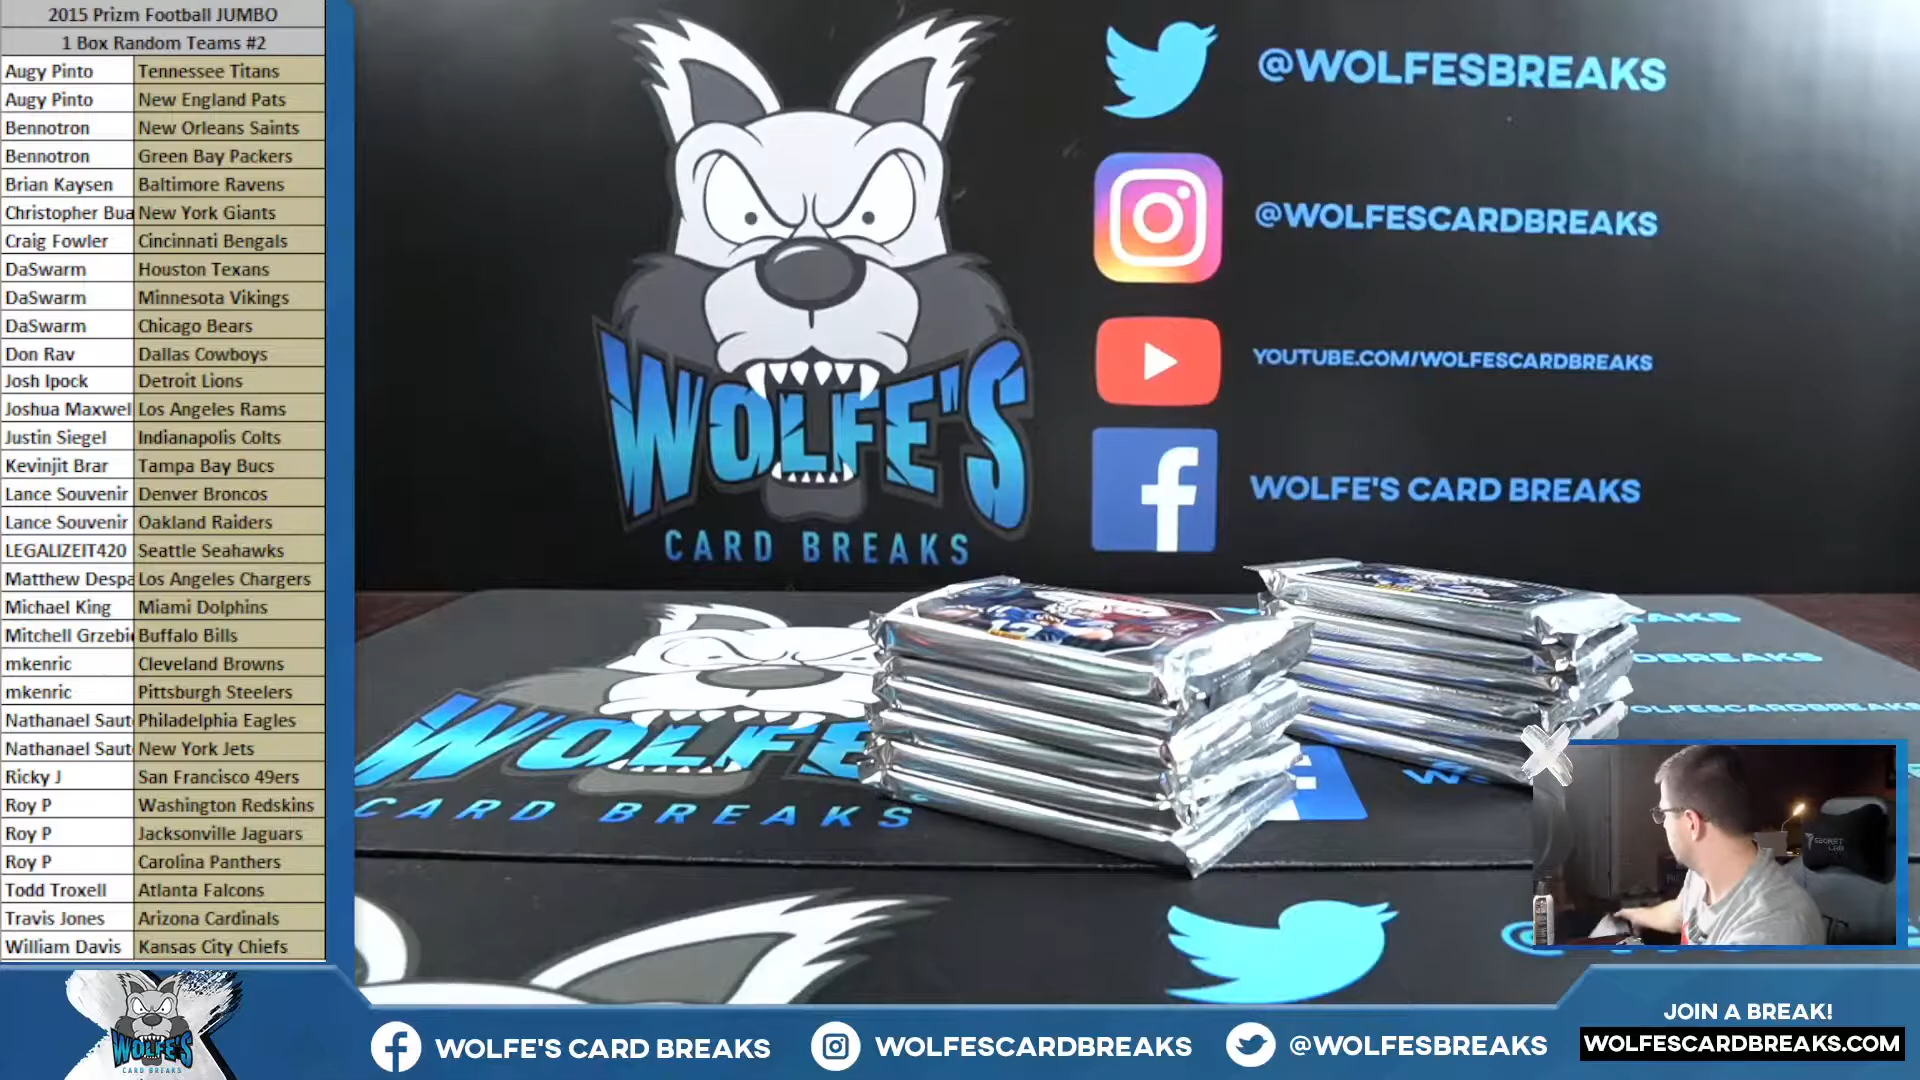 2015 Prizm Football JUMBO
1 Box Random Teams #2
Augy Pinto Tennessee Titans
Augy Pinto New England Pats
Bennotron New Orleans Saints
Bennotron Green Bay Packers
Brian Kaysen Baltimore Ravens
Christopher Bua New York Giants
Craig Fowler Cincinnati Bengals
DaSwarm Houston Texans
DaSwarm Minnesota Vikings
DaSwarm Chicago Bears
Don Rav Dallas Cowboys
Josh Ipock Detroit Lions
Joshua Maxwel Los Angeles Rams
Justin Siegel Indianapolis Colts
Kevinjit Brar Tampa Bay Bucs
Lance Souvenir Denver Broncos
Lance Souvenir Oakland Raiders
LEGALIZEIT420 Seattle Seahawks
Matthew Despa Los Angeles Chargers
Michael King Miami Dolphins
Mitchell Grzebi Buffalo Bills
mkenric Cleveland Browns
mkenric Pittsburgh Steelers
Nathanael Saut Philadelphia Eagles
Nathanael Saut New York Jets
Ricky J San Francisco 49ers
Roy P Washington Redskins
Roy P Jacksonville Jaguars
Roy P Carolina Panthers
Todd Troxell Atlanta Falcons
Travis Jones Arizona Cardinals
William Davis Kansas City Chiefs
WOLFE'S
CARD BREAKS
@WOLFESBREAKS
@WOLFESCARDBREAKS
YOUTUBE.COM/WOLFESCARDBREAKS
WOLFE'S CARD BREAKS
WOLFE
CARD BREAKS
WOLFE'S
CARD BREAKS
WOLFE'S CARD BREAKS
WOLFESCARDBREAKS
@WOLFESBREAKS
JOIN A BREAK!
WOLFESCARDBREAKS.COM